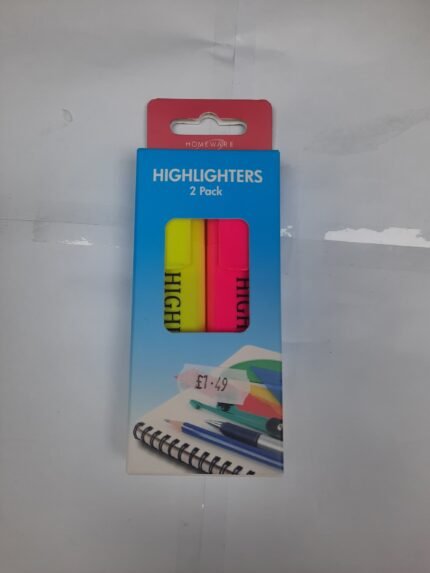 HOMEWARE
HIGHLIGHTERS
2 Pack
HIGH
HIGH
£1.49